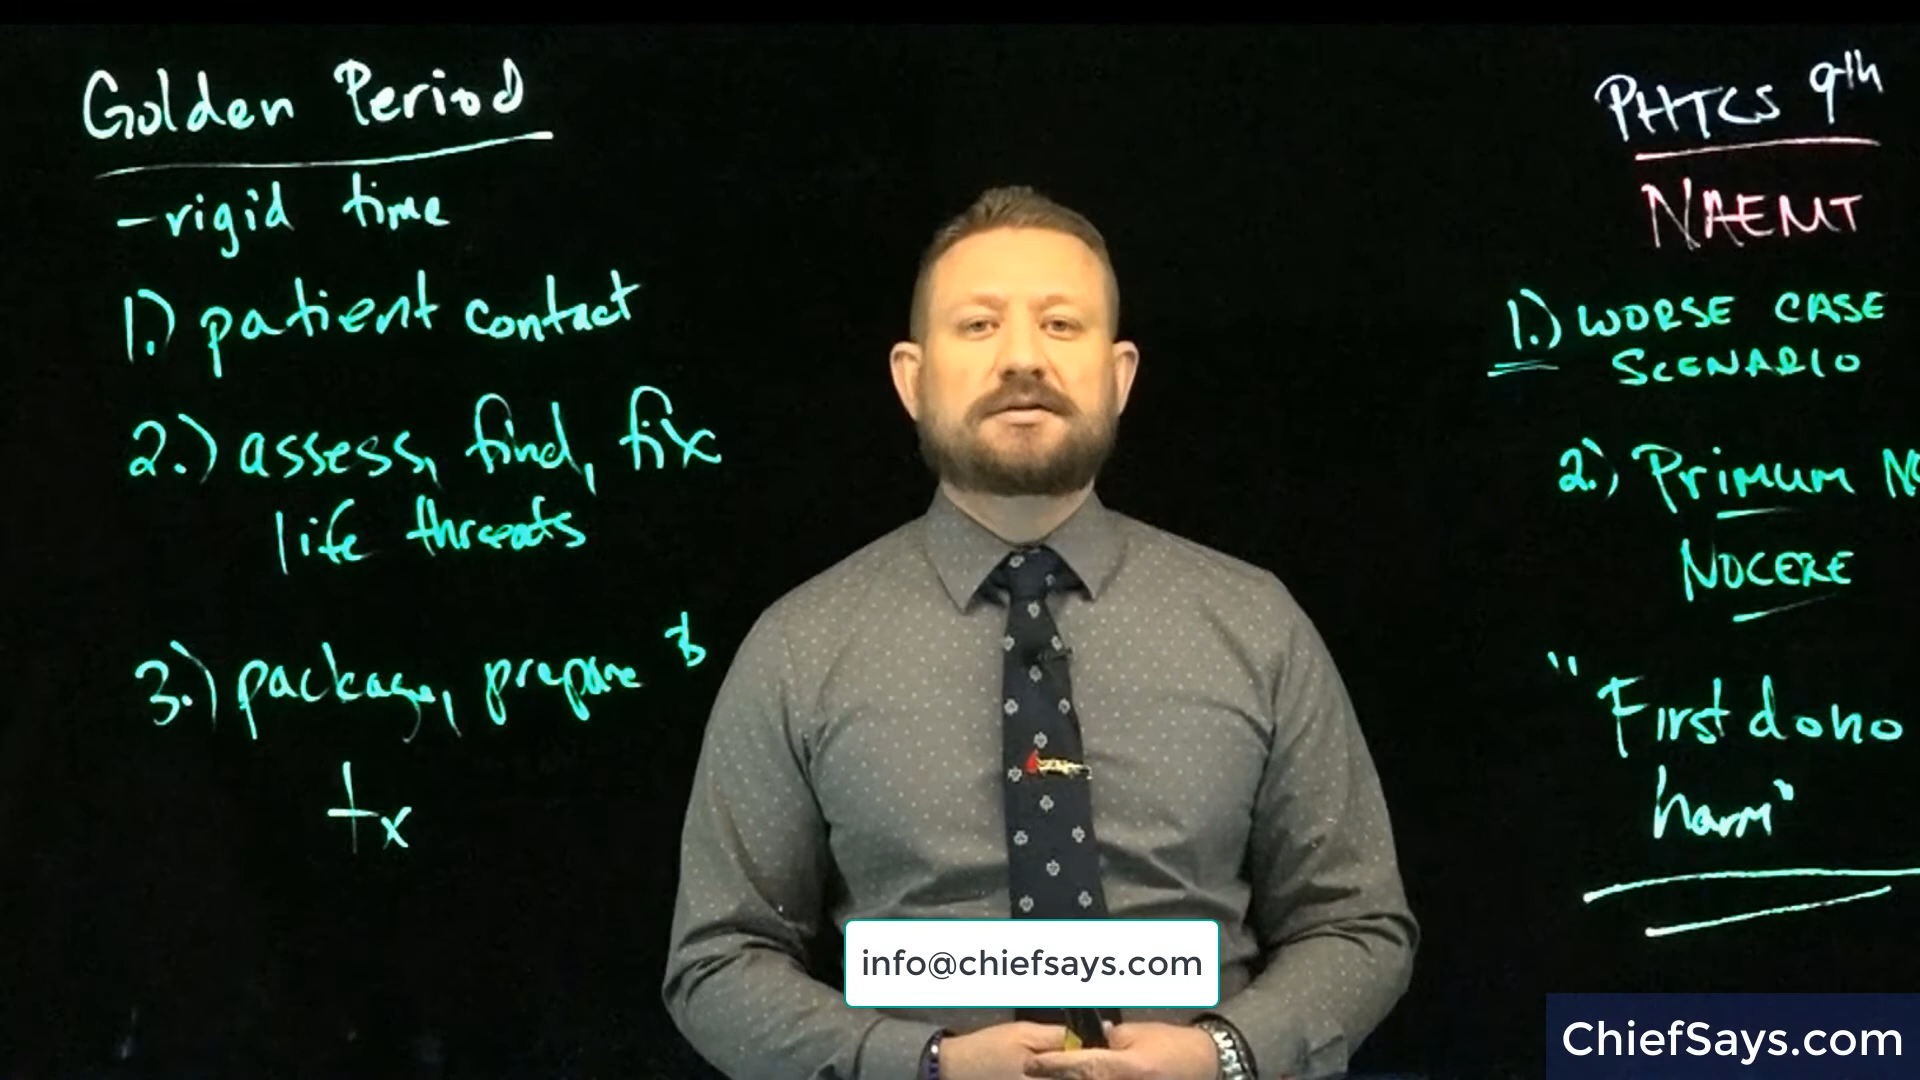 Golden Period
-rigid time
1.) patient contact
2.) assess, find, fix
life threats
3.) package, prepare &
tx
PHTLS 9th
NAEMT
1.) WORSE CASE
SCENARIO
2.) Primum
NOCERE
"First do no
harm"
info@chiefsays.com
ChiefSays.com